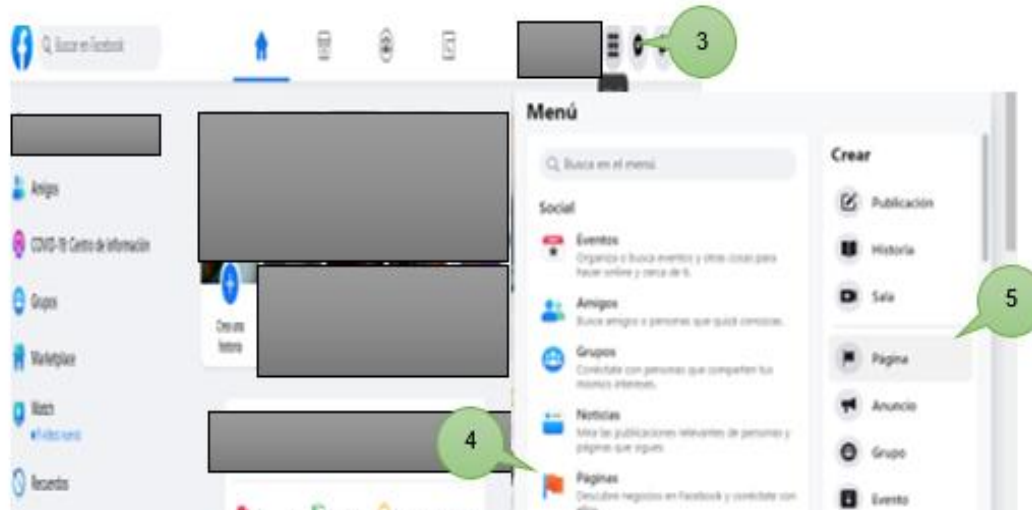 Buscar en Facebook
3
Menú
Busca en el menú
Crear
Amigos
Social
Publicación
COVID-19: Centro de información
Eventos
Organiza o busca eventos y otras cosas para
hacer online y cerca de ti.
Historia
Grupos
Amigos
Busca amigos o personas que quizá conozcas.
Sala
5
Crea una
historia
Grupos
Conéctate con personas que comparten tus
mismos intereses.
Página
Marketplace
Noticias
Mira las publicaciones relevantes de personas y
páginas que sigues.
Anuncio
Watch
4
Grupo
Recuerdos
Páginas
Descubre negocios en Facebook y conéctate con
Evento